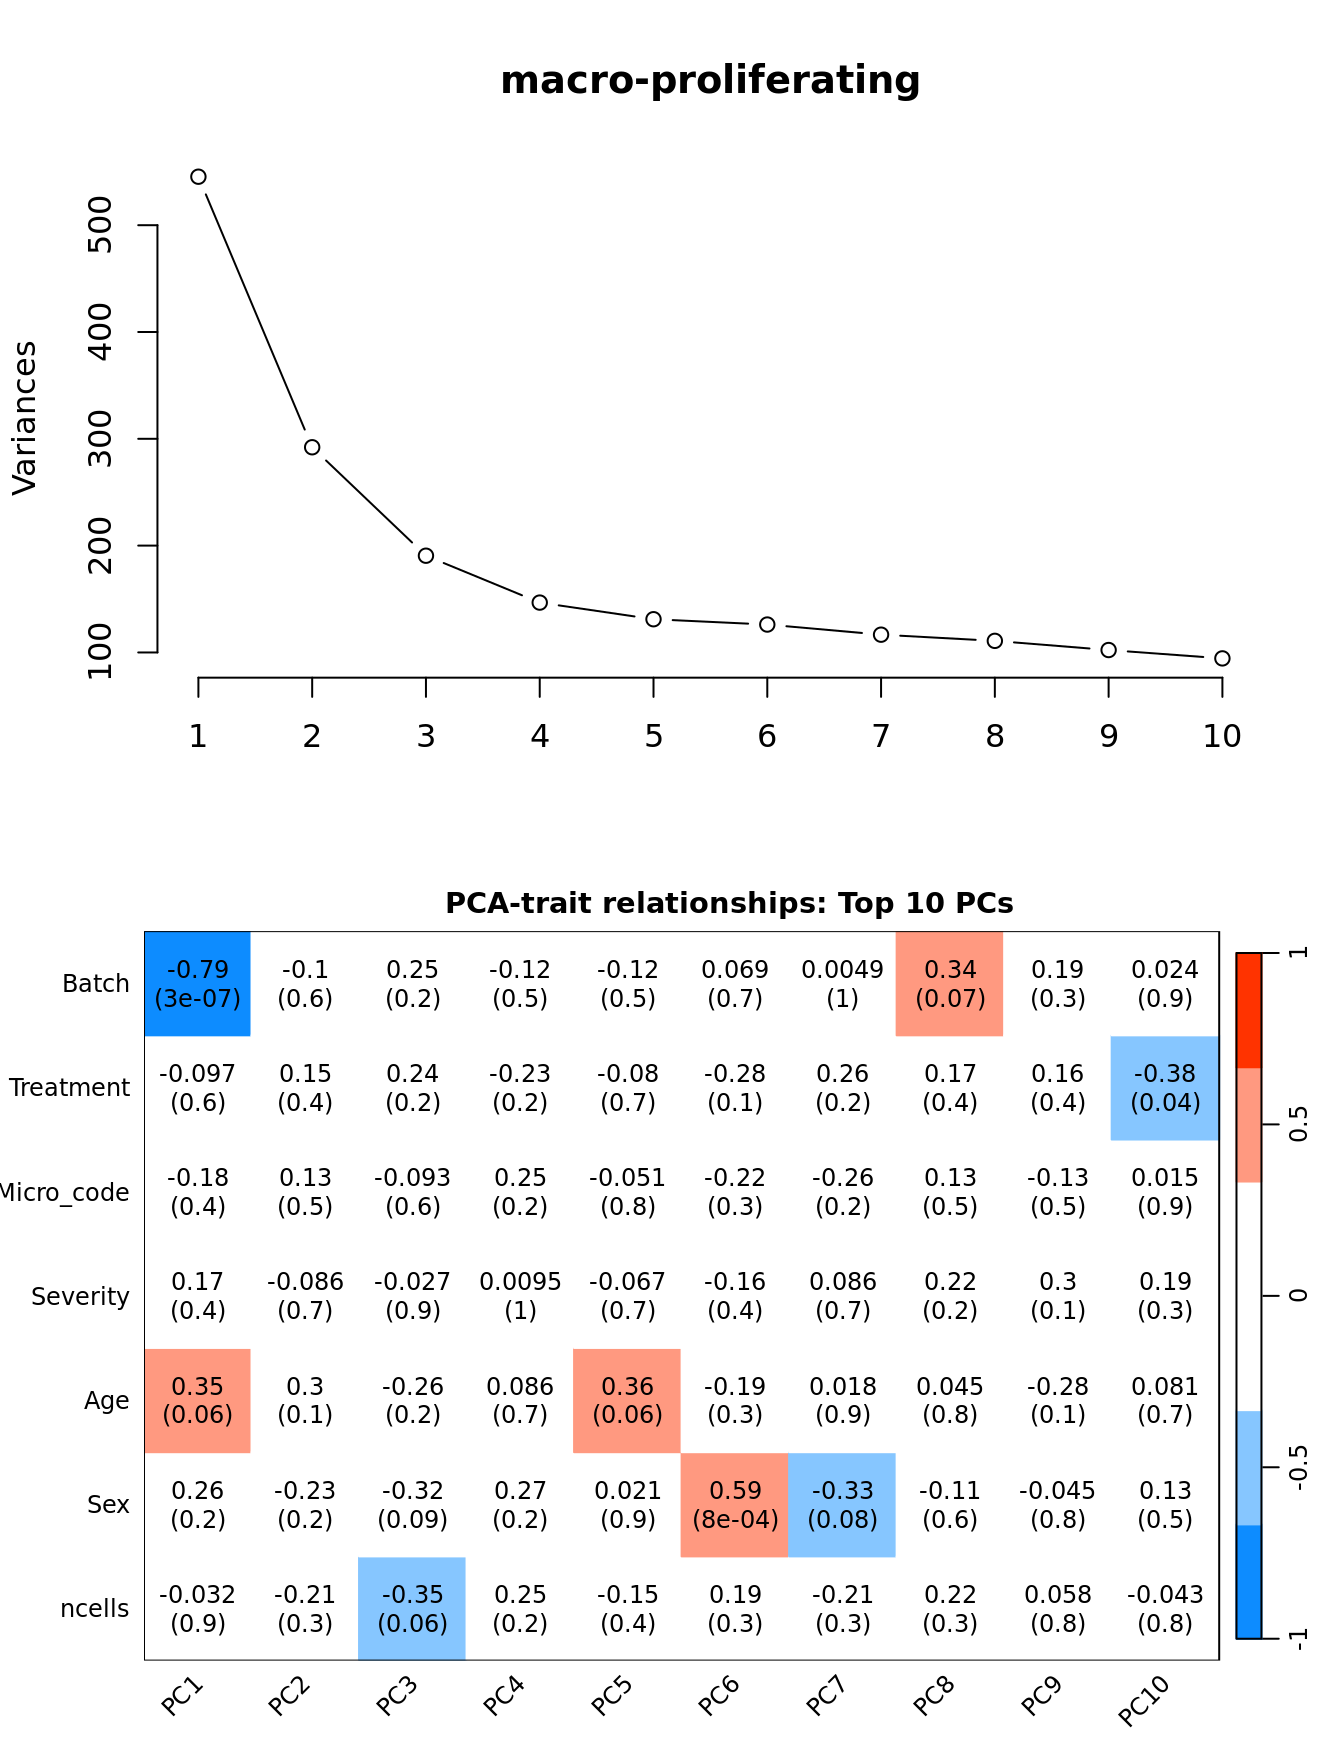 macro-proliferating
Variances
500
400
300
200
100
1 2 3 4 5 6 7 8 9 10
PCA-trait relationships: Top 10 PCs
Batch -0.79 -0.1 0.25 -0.12 -0.12 0.069 0.0049 0.34 0.19 0.024
(3e-07) (0.6) (0.2) (0.5) (0.5) (0.7) (1) (0.07) (0.3) (0.9)
Treatment -0.097 0.15 0.24 -0.23 -0.08 -0.28 0.26 0.17 0.16 -0.38
(0.6) (0.4) (0.2) (0.2) (0.7) (0.1) (0.2) (0.4) (0.4) (0.04)
Micro_code -0.18 0.13 -0.093 0.25 -0.051 -0.22 -0.26 0.13 -0.13 0.015
(0.4) (0.5) (0.6) (0.2) (0.8) (0.3) (0.2) (0.5) (0.5) (0.9)
Severity 0.17 -0.086 -0.027 0.0095 -0.067 -0.16 0.086 0.22 0.3 0.19
(0.4) (0.7) (0.9) (1) (0.7) (0.4) (0.7) (0.2) (0.1) (0.3)
Age 0.35 0.3 -0.26 0.086 0.36 -0.19 0.018 0.045 -0.28 0.081
(0.06) (0.1) (0.2) (0.7) (0.06) (0.3) (0.9) (0.8) (0.1) (0.7)
Sex 0.26 -0.23 -0.32 0.27 0.021 0.59 -0.33 -0.11 -0.045 0.13
(0.2) (0.2) (0.09) (0.2) (0.9) (8e-04) (0.08) (0.6) (0.8) (0.5)
ncells -0.032 -0.21 -0.35 0.25 -0.15 0.19 -0.21 0.22 0.058 -0.043
(0.9) (0.3) (0.06) (0.2) (0.4) (0.3) (0.3) (0.3) (0.8) (0.8)
PC1 PC2 PC3 PC4 PC5 PC6 PC7 PC8 PC9 PC10
1
0.5
0
-0.5
-1